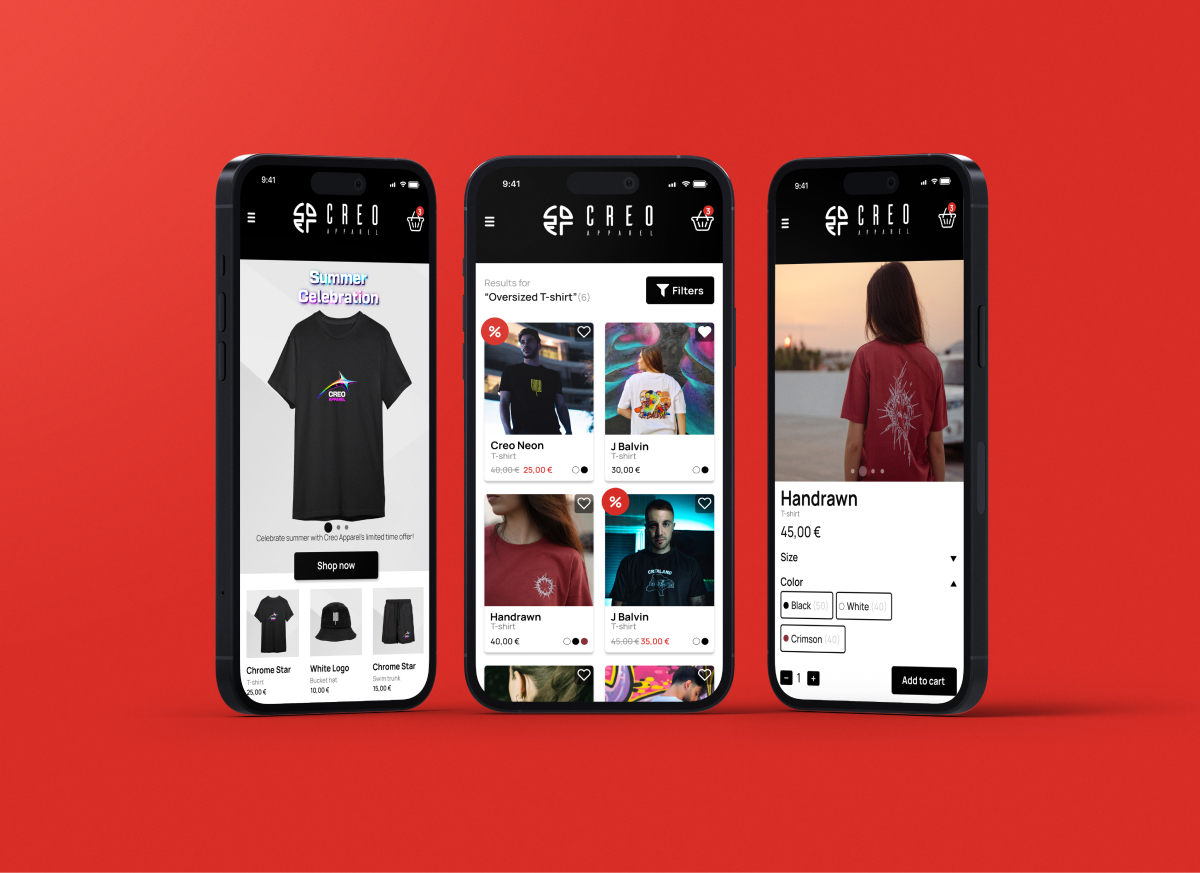 9:41
CREO
APPAREL
3
Summer
Celebration
CREO
APPAREL
Celebrate summer with Creo Apparel's limited time offer!
Shop now
Chrome Star
T-shirt
25,00 €
White Logo
Bucket hat
10,00 €
Chrome Star
Swim trunk
15,00 €
9:41
CREO
APPAREL
3
Results for
“Oversized T-shirt”(6)
Filters
%
Creo Neon
T-shirt
40,00 € 25,00 €
J Balvin
T-shirt
30,00 €
Handrawn
T-shirt
40,00 €
%
J Balvin
T-shirt
45,00 € 35,00 €
9:41
CREO
APPAREL
3
Handrawn
T-shirt
45,00 €
Size
Color
Black (50)
White (40)
Crimson (40)
- 1 +
Add to cart